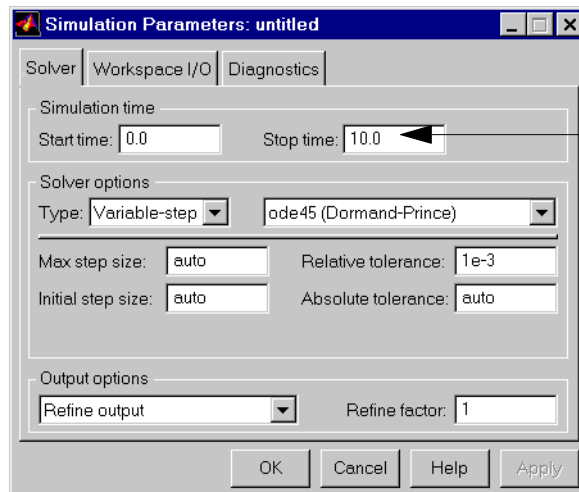 Simulation Parameters: untitled
Solver Workspace I/O Diagnostics
Simulation time
Start time: 0.0 Stop time: 10.0
Solver options
Type: Variable-step ode45 (Dormand-Prince)
Max step size: auto Relative tolerance: 1e-3
Initial step size: auto Absolute tolerance: auto
Output options
Refine output Refine factor: 1
OK Cancel Help Apply